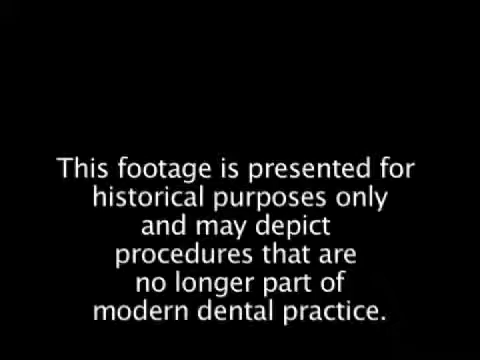 This footage is presented for
historical purposes only
and may depict
procedures that are
no longer part of
modern dental practice.